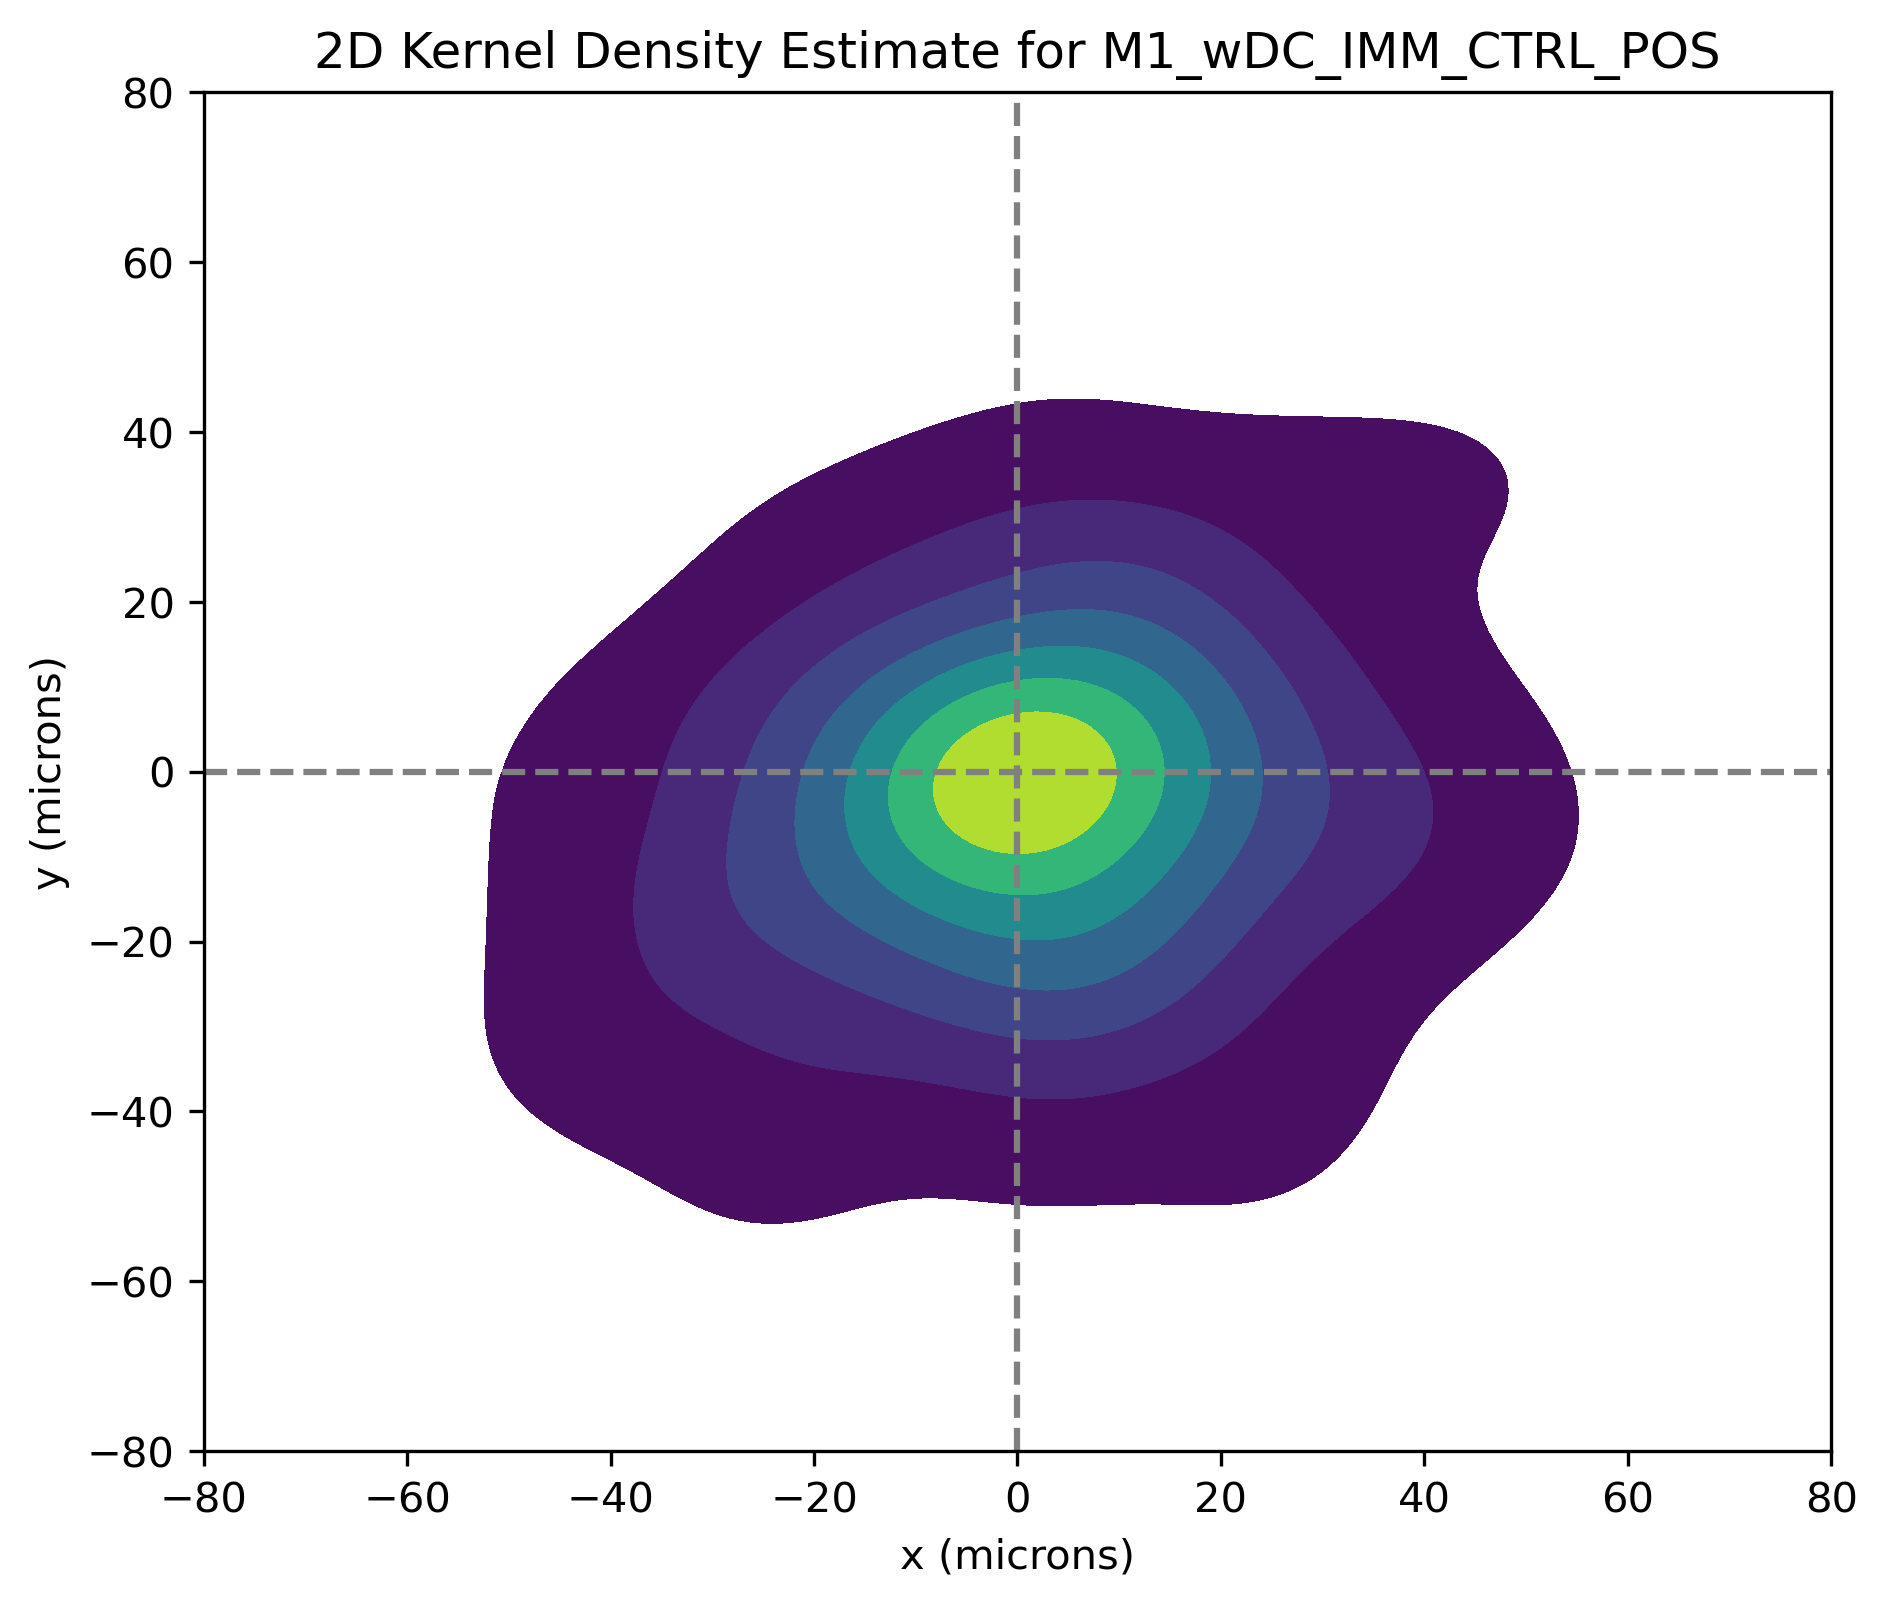 2D Kernel Density Estimate for M1_wDC_IMM_CTRL_POS
80
60
40
20
0
−20
−40
−60
−80
y (microns)
−80 −60 −40 −20 0 20 40 60 80
x (microns)